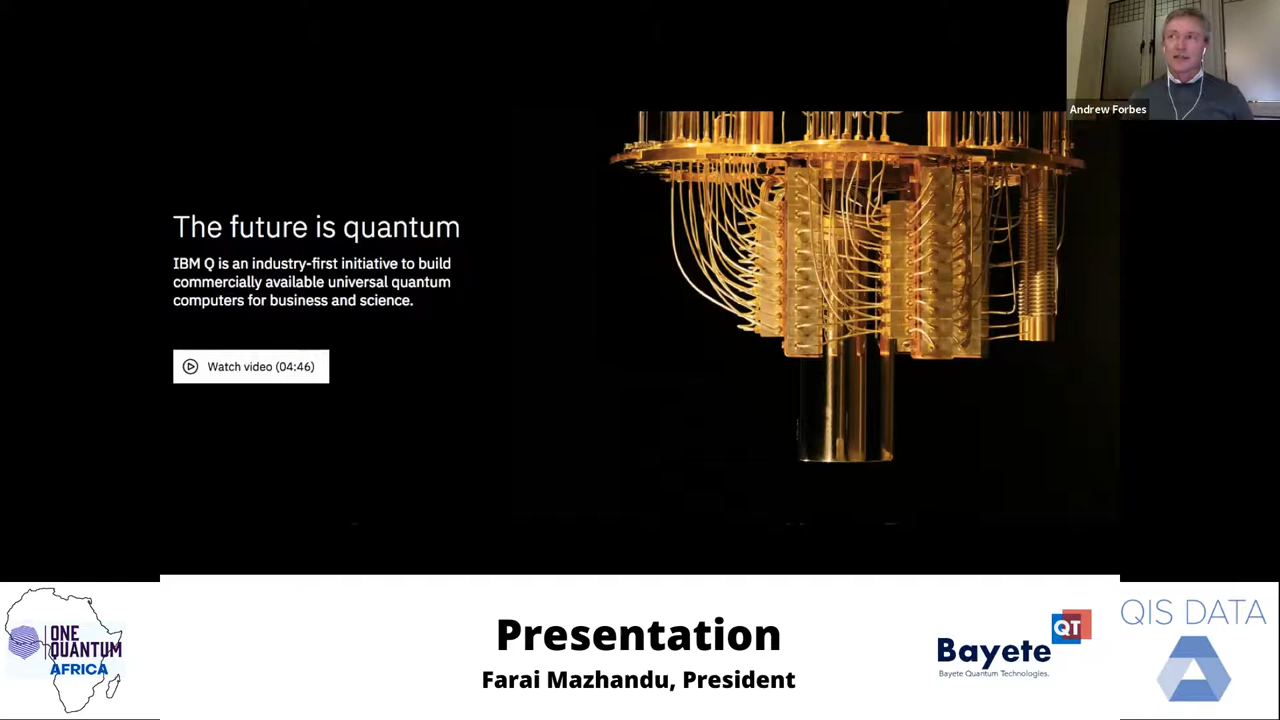 Andrew Forbes
The future is quantum
IBM Q is an industry-first initiative to build
commercially available universal quantum
computers for business and science.
Watch video (04:46)
ONE
QUANTUM
AFRICA
Presentation
Farai Mazhandu, President
QT
Bayete
Bayete Quantum Technologies.
QIS DATA